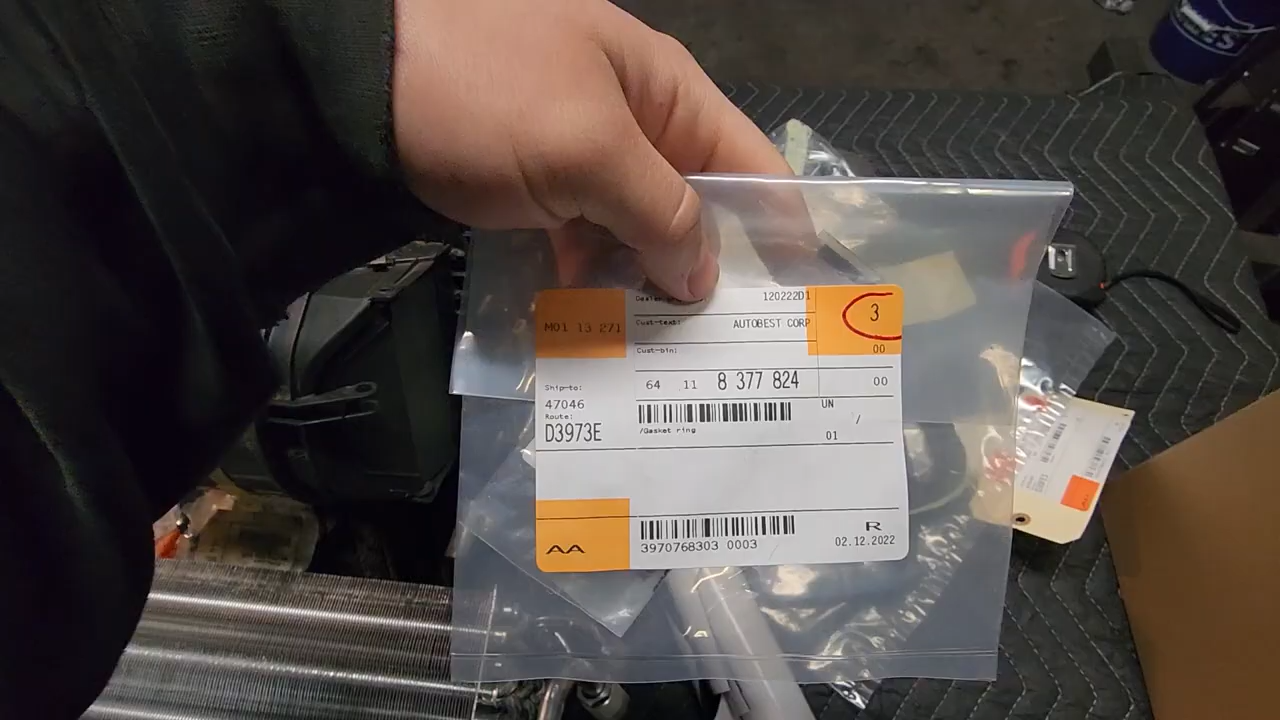 120222D1
3
M01 13 271
Cust-text: AUTOBEST CORP
Cust-bin:
00
Ship-to:
64 11 8 377 824 00
47046
Route:
UN
/
D3973E
/Gasket ring
01
AA
R
3970768303 0003
02.12.2022